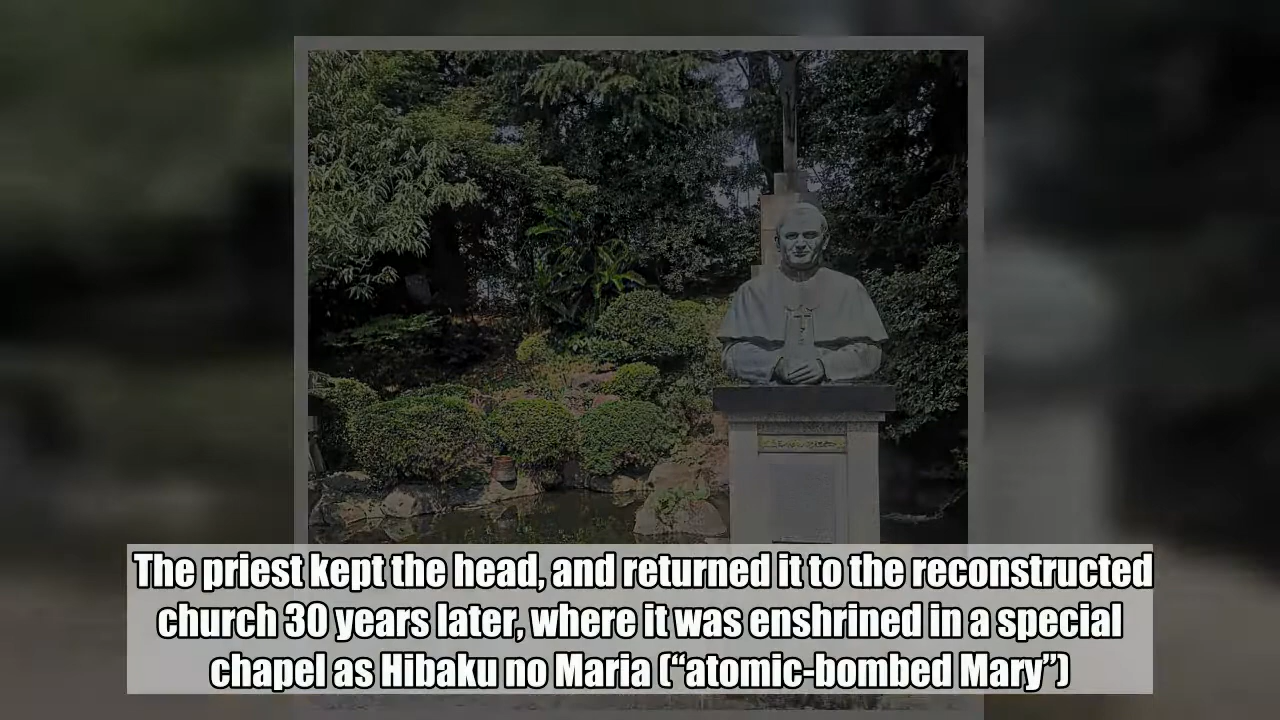 The priest kept the head, and returned it to the reconstructed
church 30 years later, where it was enshrined in a special
chapel as Hibaku no Maria (“atomic-bombed Mary”)